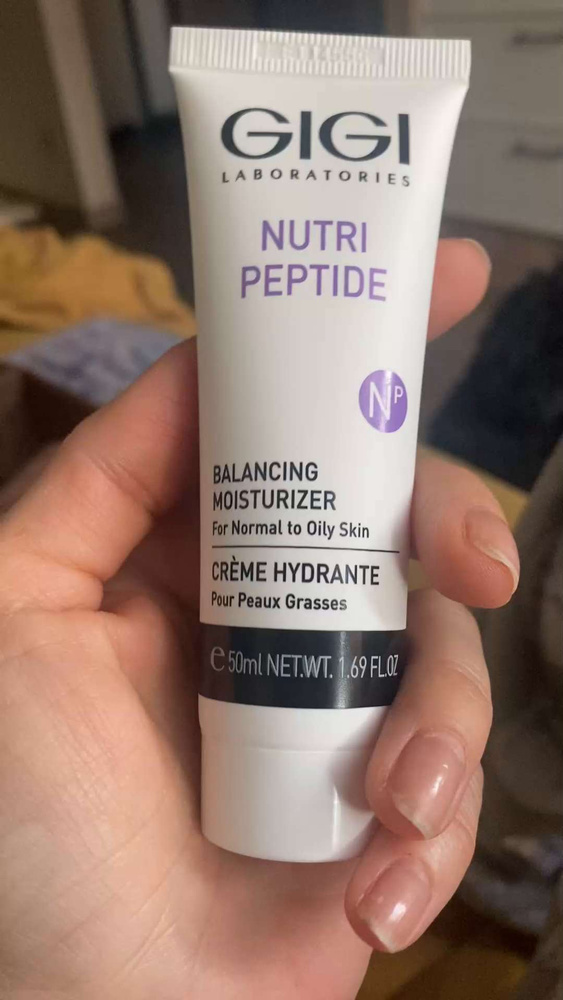 GIGI
LABORATORIES
NUTRI
PEPTIDE
NP
BALANCING
MOISTURIZER
For Normal to Oily Skin
CRÈME HYDRANTE
Pour Peaux Grasses
e 50ml NET.WT. 1.69 FL.OZ